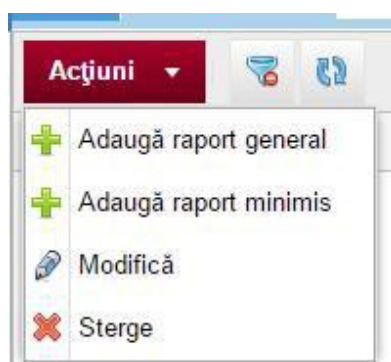 Acţiuni
Adaugă raport general
Adaugă raport minimis
Modifică
Sterge